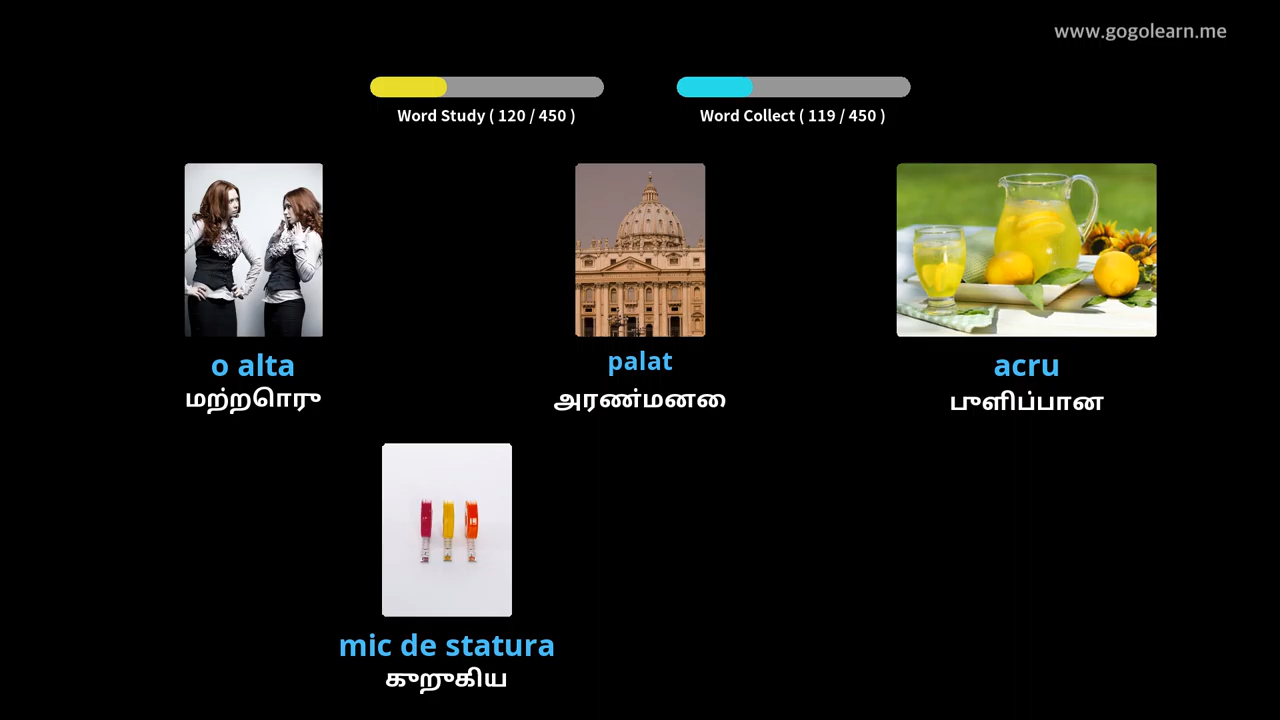 www.gogolearn.me
Word Study ( 120 / 450 )
Word Collect ( 119 / 450 )
o alta
மற்றொரு
palat
அரண்மனை
acru
புளிப்பான
mic de statura
குறுகிய